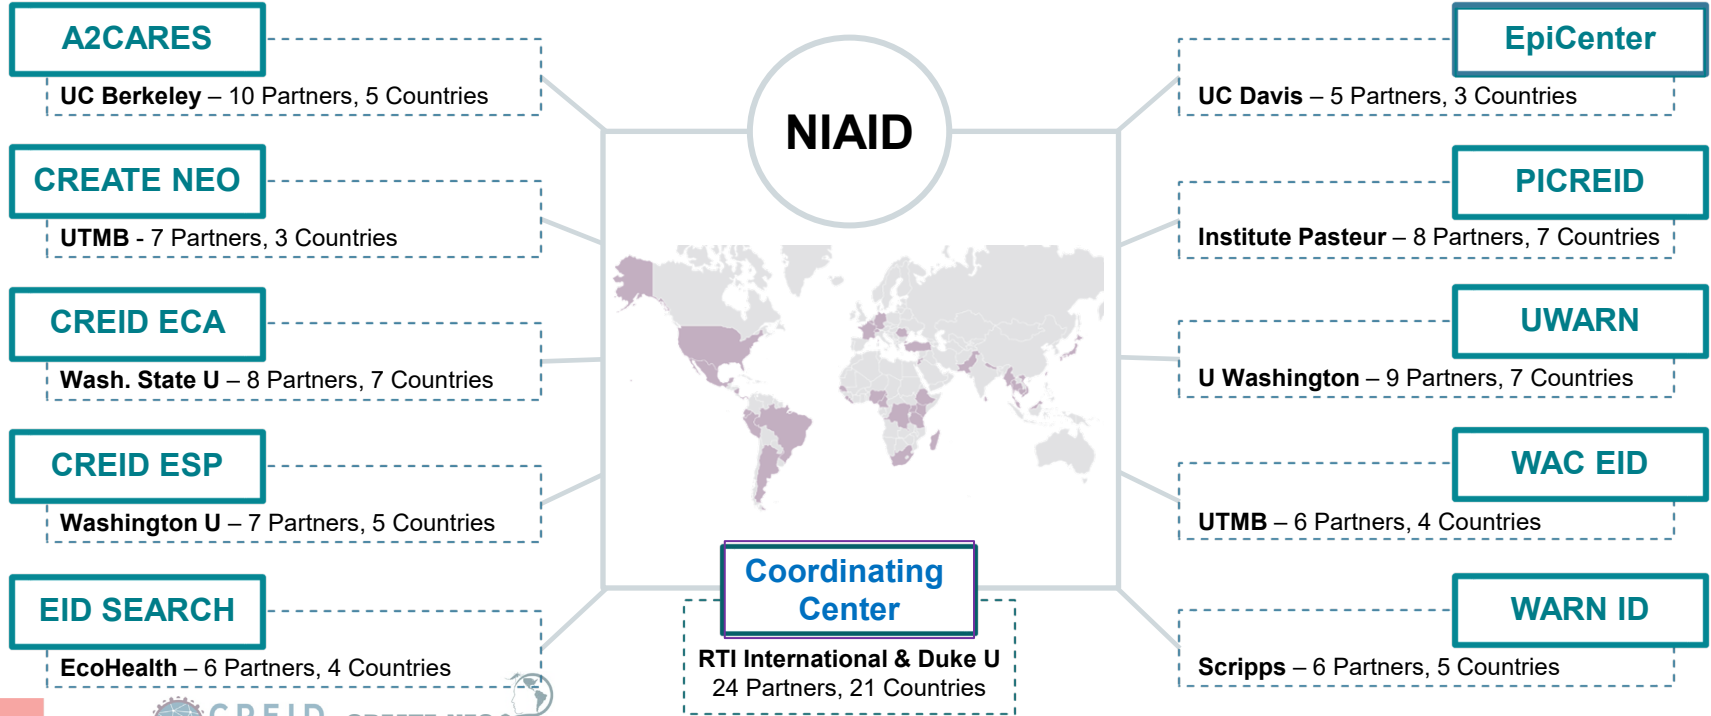 A2CARES
UC Berkeley – 10 Partners, 5 Countries
CREATE NEO
UTMB - 7 Partners, 3 Countries
CREID ECA
Wash. State U – 8 Partners, 7 Countries
CREID ESP
Washington U – 7 Partners, 5 Countries
EID SEARCH
EcoHealth – 6 Partners, 4 Countries
NIAID
Coordinating
Center
RTI International & Duke U
24 Partners, 21 Countries
EpiCenter
UC Davis – 5 Partners, 3 Countries
PICREID
Institute Pasteur – 8 Partners, 7 Countries
UWARN
U Washington – 9 Partners, 7 Countries
WAC EID
UTMB – 6 Partners, 4 Countries
WARN ID
Scripps – 6 Partners, 5 Countries
CREID